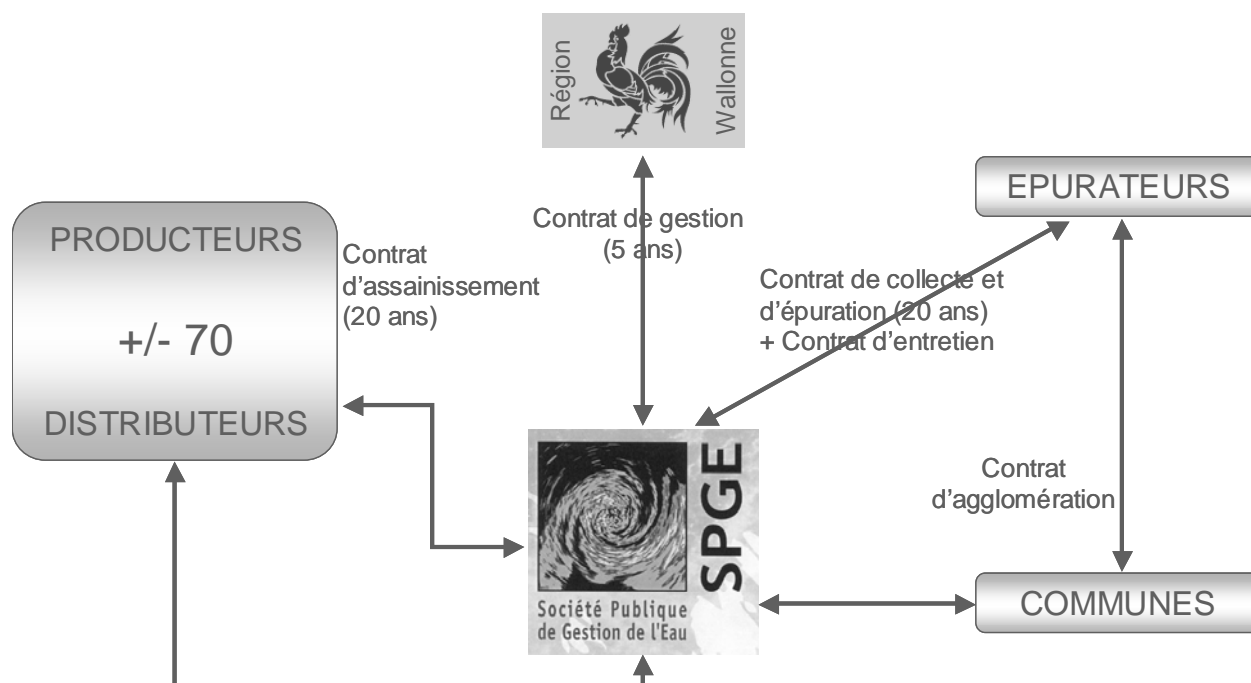 Région
Wallonne
EPURATEURS
PRODUCTEURS
+/- 70
DISTRIBUTEURS
Contrat
d’assainissement
(20 ans)
Contrat de gestion
(5 ans)
Contrat de collecte et
d’épuration (20 ans)
+ Contrat d’entretien
Contrat
d’agglomération
SPGE
Société Publique
de Gestion de l'Eau
COMMUNES